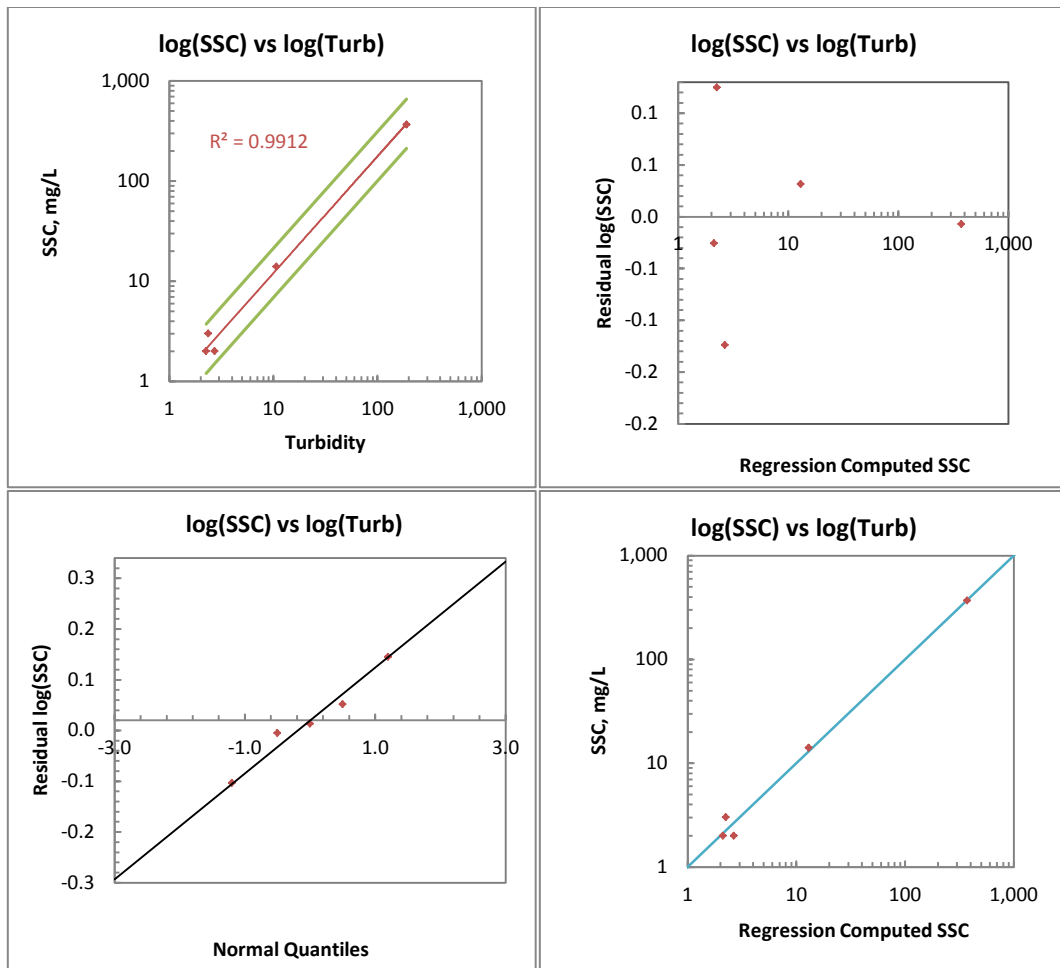 log(SSC) vs log(Turb)
1,000
100
10
1
SSC, mg/L
R² = 0.9912
1 10 100 1,000
Turbidity
log(SSC) vs log(Turb)
0.1
0.1
0.0
-0.1
-0.1
-0.2
-0.2
Residual log(SSC)
1 10 100 1,000
Regression Computed SSC
log(SSC) vs log(Turb)
0.3
0.2
0.1
0.0
-0.1
-0.2
-0.3
Residual log(SSC)
-3.0 -1.0 1.0 3.0
Normal Quantiles
log(SSC) vs log(Turb)
1,000
100
10
1
SSC, mg/L
1 10 100 1,000
Regression Computed SSC